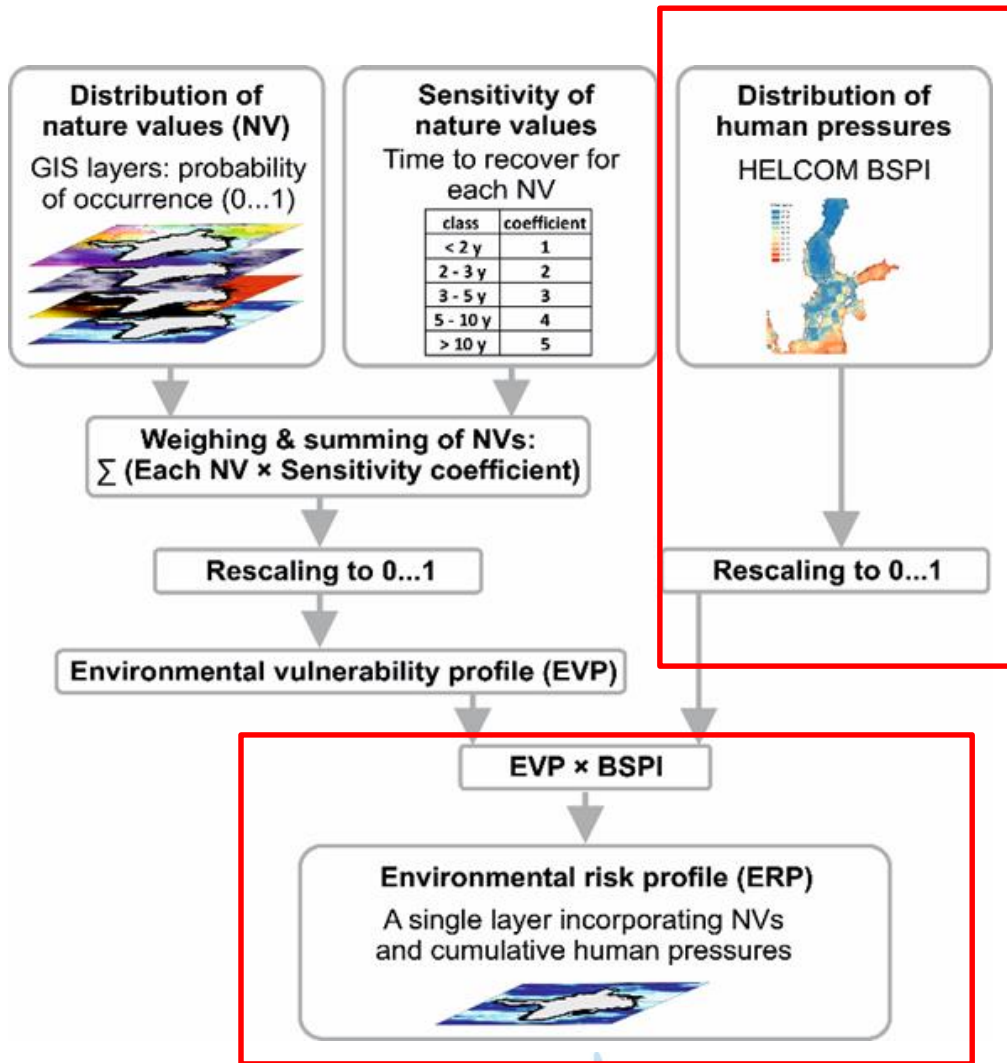 Distribution of
nature values (NV)
GIS layers: probability
of occurrence (0...1)
Sensitivity of
nature values
Time to recover for
each NV
class coefficient
< 2 y 1
2 - 3 y 2
3 - 5 y 3
5 - 10 y 4
> 10 y 5
Distribution of
human pressures
HELCOM BSPI
Weighing & summing of NVs:
∑ (Each NV × Sensitivity coefficient)
Rescaling to 0...1
Rescaling to 0...1
Environmental vulnerability profile (EVP)
EVP × BSPI
Environmental risk profile (ERP)
A single layer incorporating NVs
and cumulative human pressures